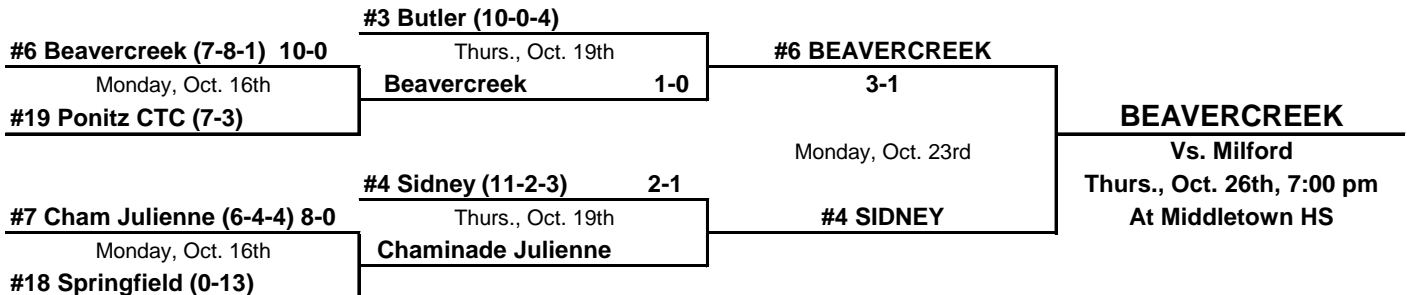 #3 Butler (10-0-4)
#6 Beavercreek (7-8-1) 10-0
Thurs., Oct. 19th
#6 BEAVERCREEK
Monday, Oct. 16th
Beavercreek 1-0
3-1
#19 Ponitz CTC (7-3)
BEAVERCREEK
Monday, Oct. 23rd
Vs. Milford
#4 Sidney (11-2-3) 2-1
Thurs., Oct. 26th, 7:00 pm
#7 Cham Julienne (6-4-4) 8-0
Thurs., Oct. 19th
#4 SIDNEY
At Middletown HS
Monday, Oct. 16th
Chaminade Julienne
#18 Springfield (0-13)